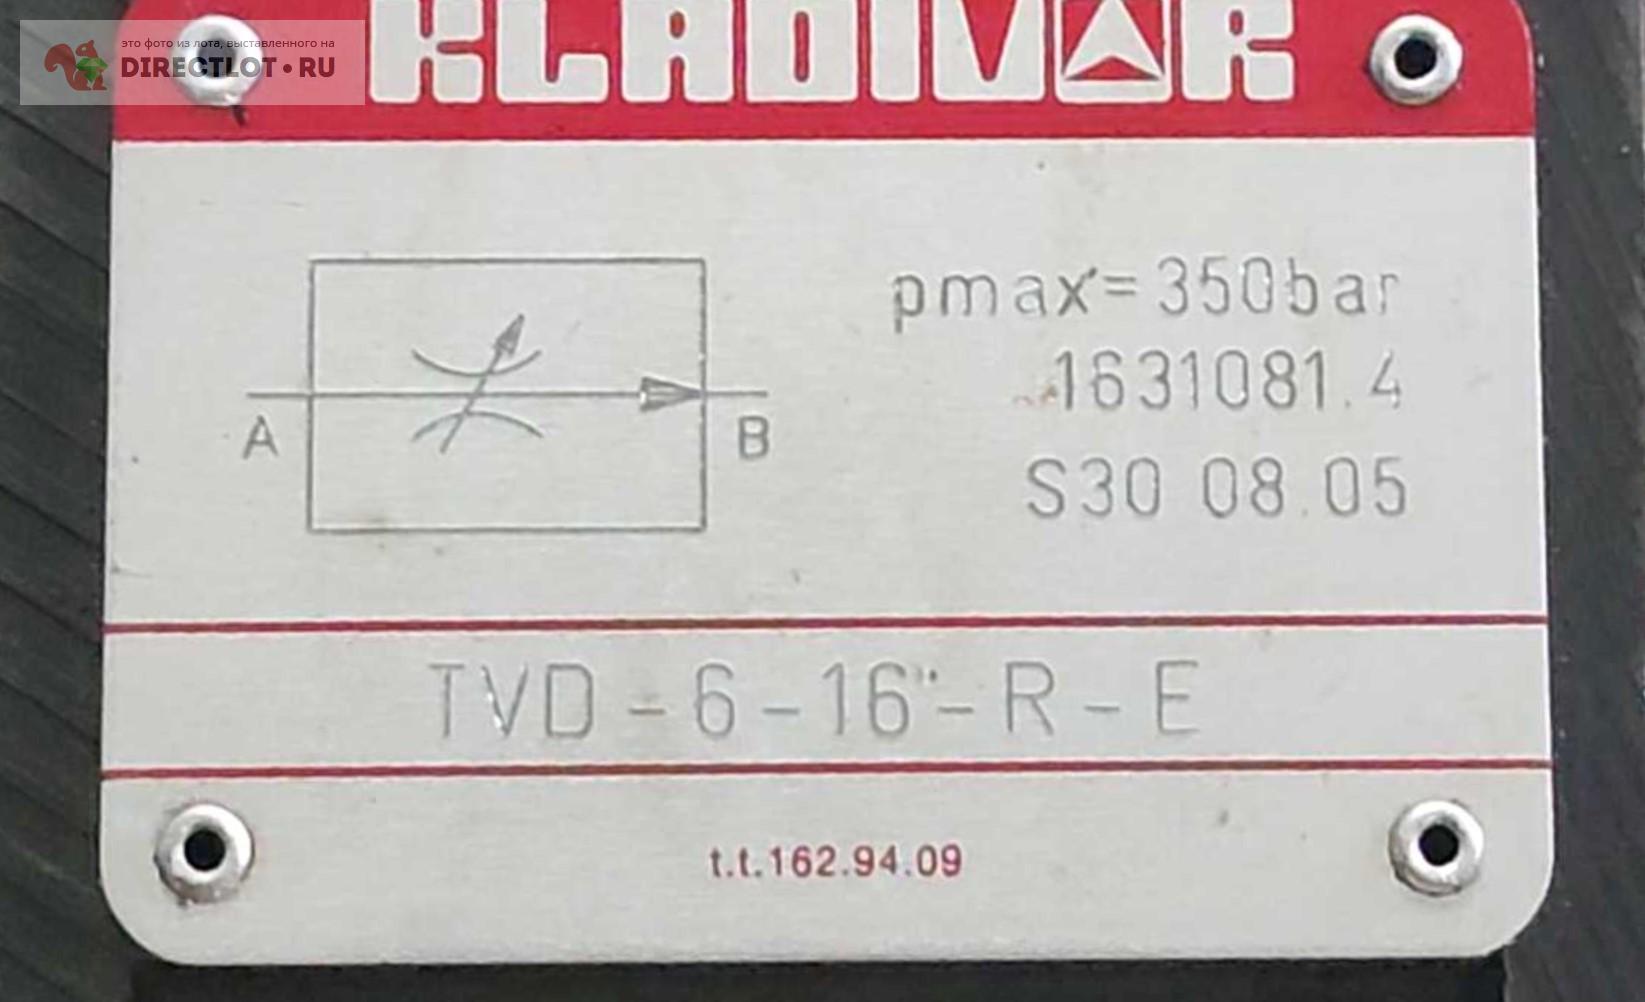 это фото из лота, выставленного на
DIRECTLOT•RU
KLADIVAR
pmax=350bar
1631081.4
S30 08.05
A
B
TVD-6-16"-R-E
t.t.162.94.09